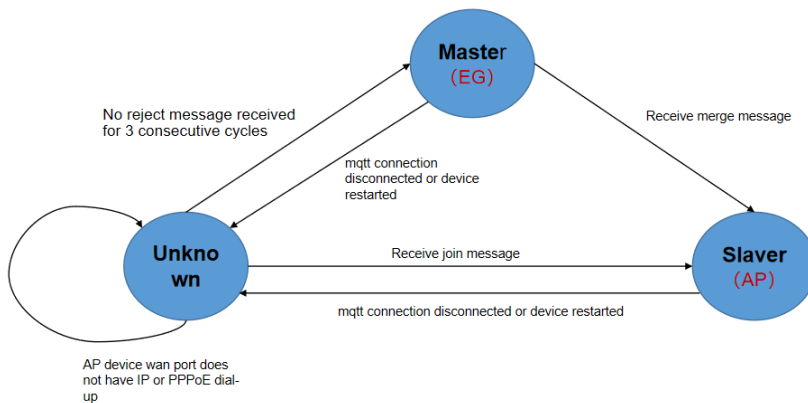 Master
(EG)
No reject message received
for 3 consecutive cycles
Receive merge message
mqtt connection
disconnected or device
restarted
Unkno
wn
Receive join message
Slaver
(AP)
mqtt connection disconnected or device restarted
AP device wan port does
not have IP or PPPoE dial-
up